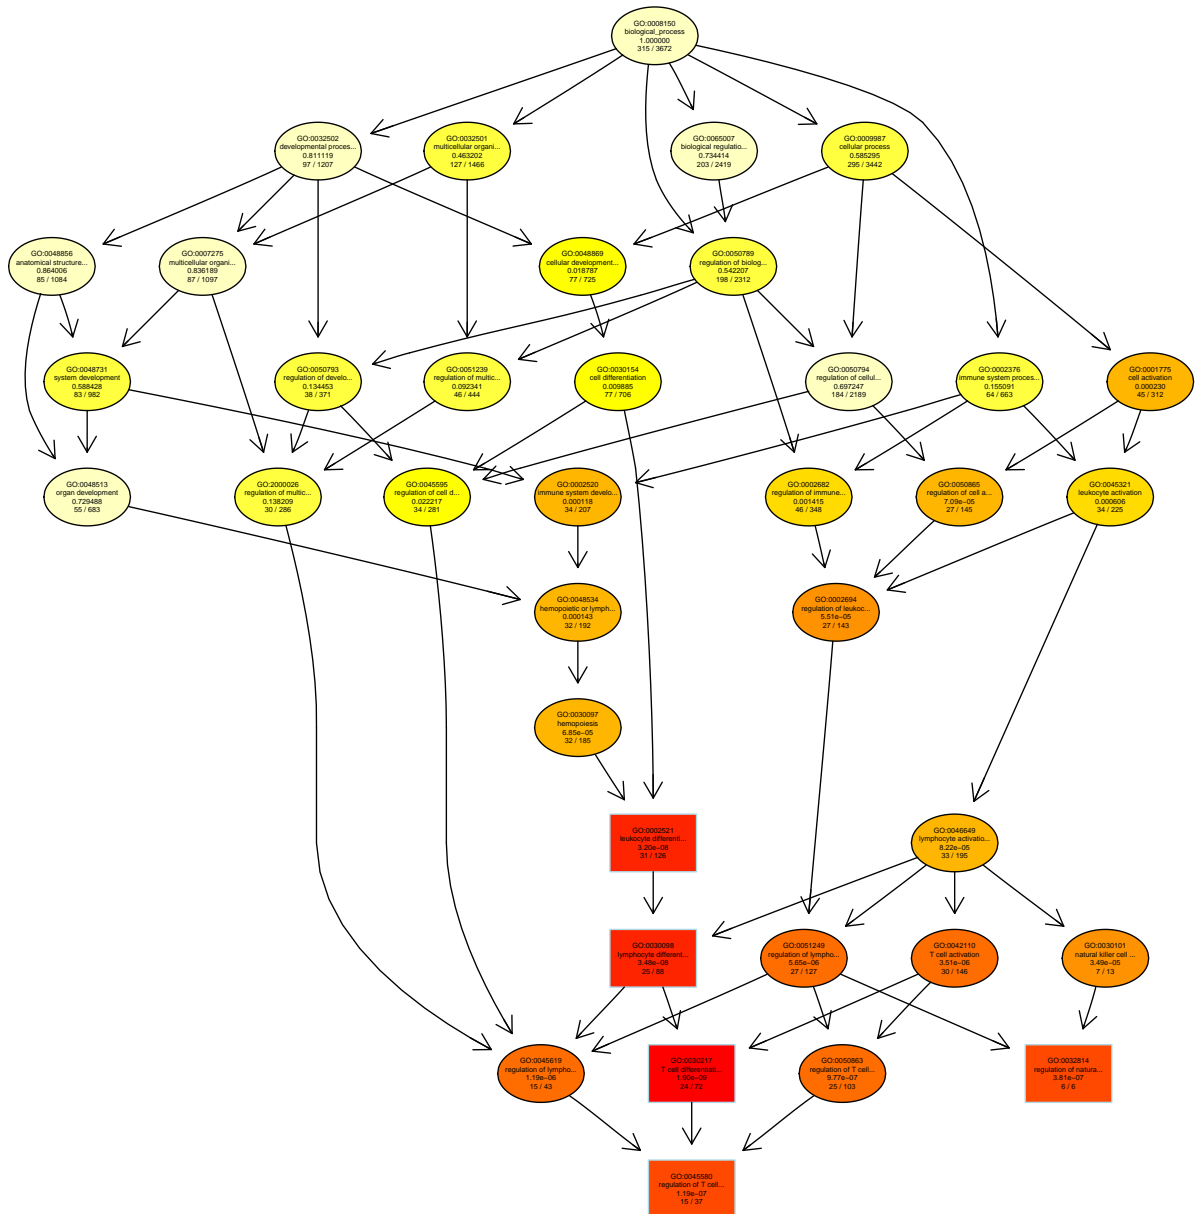 GO:0008150
biological_process
1.000000
315 / 3672
GO:0032502
developmental proces...
0.811119
97 / 1207
GO:0032501
multicellular organi...
0.463202
127 / 1466
GO:0065007
biological regulatio...
0.734414
203 / 2419
GO:0009987
cellular process
0.585295
295 / 3442
GO:0048856
anatomical structure...
0.864006
85 / 1084
GO:0007275
multicellular organi...
0.836189
87 / 1097
GO:0048869
cellular development...
0.018787
77 / 725
GO:0050789
regulation of biolog...
0.542207
198 / 2312
GO:0048731
system development
0.588428
83 / 982
GO:0050793
regulation of develo...
0.134453
38 / 371
GO:0051239
regulation of multic...
0.092341
46 / 444
GO:0030154
cell differentiation
0.009885
77 / 706
GO:0050794
regulation of cellul...
0.697247
184 / 2189
GO:0002376
immune system proces...
0.155091
64 / 663
GO:0001775
cell activation
0.000230
45 / 312
GO:0048513
organ development
0.729488
55 / 683
GO:2000026
regulation of multic...
0.138209
30 / 286
GO:0045595
regulation of cell d...
0.022217
34 / 281
GO:0002520
immune system develo...
0.000118
34 / 207
GO:0002682
regulation of immune...
0.001415
46 / 348
GO:0050865
regulation of cell a...
7.09e−05
27 / 145
GO:0045321
leukocyte activation
0.000606
34 / 225
GO:0048534
hemopoietic or lymph...
0.000143
32 / 192
GO:0002694
regulation of leukoc...
5.51e−05
27 / 143
GO:0030097
hemopoiesis
6.85e−05
32 / 185
GO:0002521
leukocyte differenti...
3.20e−08
31 / 126
GO:0046649
lymphocyte activatio...
8.22e−05
33 / 195
GO:0030098
lymphocyte different...
3.48e−08
25 / 88
GO:0051249
regulation of lympho...
5.65e−06
27 / 127
GO:0042110
T cell activation
3.51e−06
30 / 146
GO:0030101
natural killer cell ...
3.49e−05
7 / 13
GO:0045619
regulation of lympho...
1.19e−06
15 / 43
GO:0030217
T cell differentiati...
1.90e−09
24 / 72
GO:0050863
regulation of T cell...
9.77e−07
25 / 103
GO:0032814
regulation of natura...
3.81e−07
6 / 6
GO:0045580
regulation of T cell...
1.19e−07
15 / 37